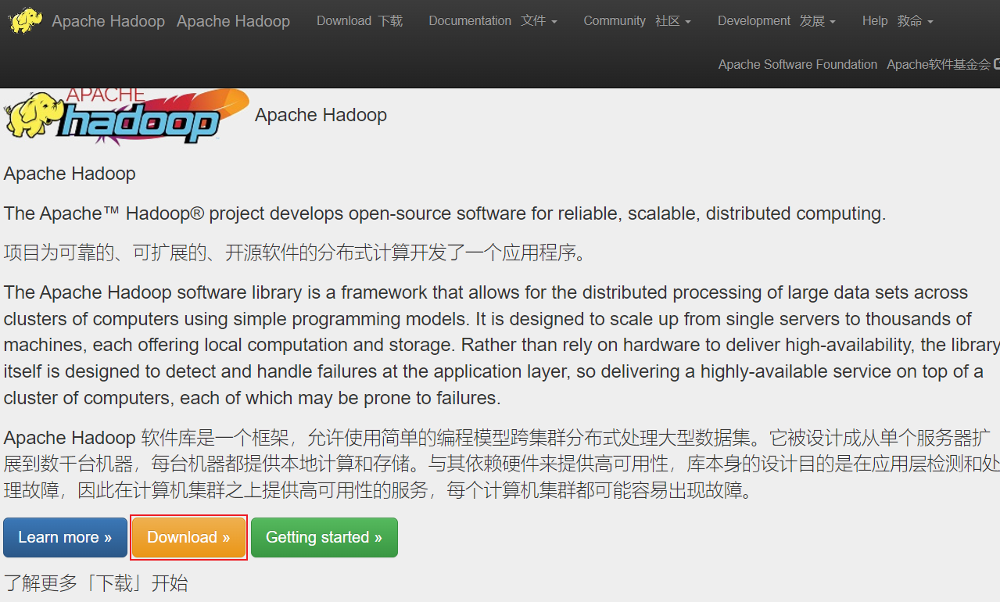 Apache Hadoop Apache Hadoop Download 下载 Documentation 文件 Community 社区 Development 发展 Help 救命
Apache Software Foundation Apache软件基金会
APACHE
hadoop
Apache Hadoop
Apache Hadoop
The Apache™ Hadoop® project develops open-source software for reliable, scalable, distributed computing.
项目为可靠的、可扩展的、开源软件的分布式计算开发了一个应用程序。
The Apache Hadoop software library is a framework that allows for the distributed processing of large data sets across
clusters of computers using simple programming models. It is designed to scale up from single servers to thousands of
machines, each offering local computation and storage. Rather than rely on hardware to deliver high-availability, the library
itself is designed to detect and handle failures at the application layer, so delivering a highly-available service on top of a
cluster of computers, each of which may be prone to failures.
Apache Hadoop 软件库是一个框架，允许使用简单的编程模型跨集群分布式处理大型数据集。它被设计成从单个服务器扩
展到数千台机器，每台机器都提供本地计算和存储。与其依赖硬件来提供高可用性，库本身的设计目的是在应用层检测和处
理故障，因此在计算机集群之上提供高可用性的服务，每个计算机集群都可能容易出现故障。
Learn more » Download » Getting started »
了解更多「下载」开始